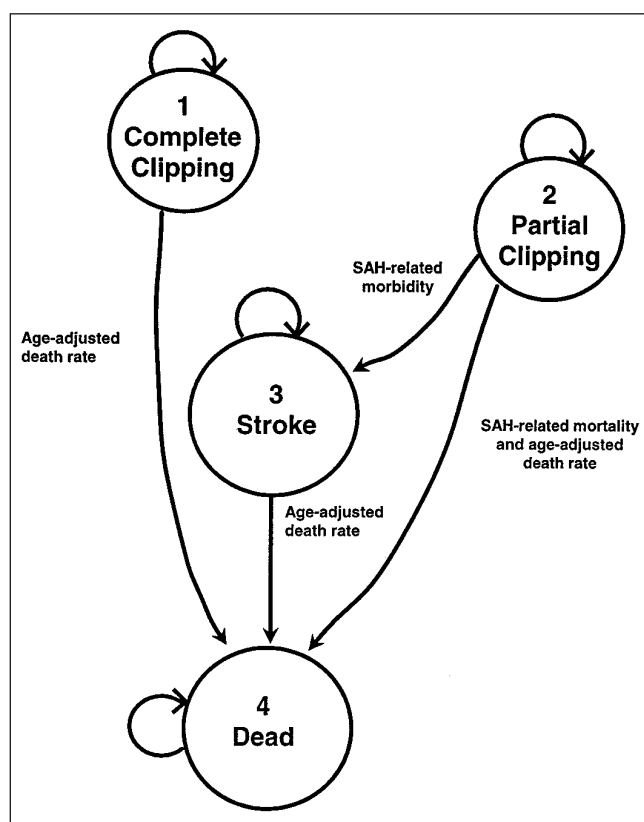 1
Complete
Clipping
2
Partial
Clipping
SAH-related
morbidity
Age-adjusted
death rate
3
Stroke
SAH-related mortality
and age-adjusted
death rate
Age-adjusted
death rate
4
Dead